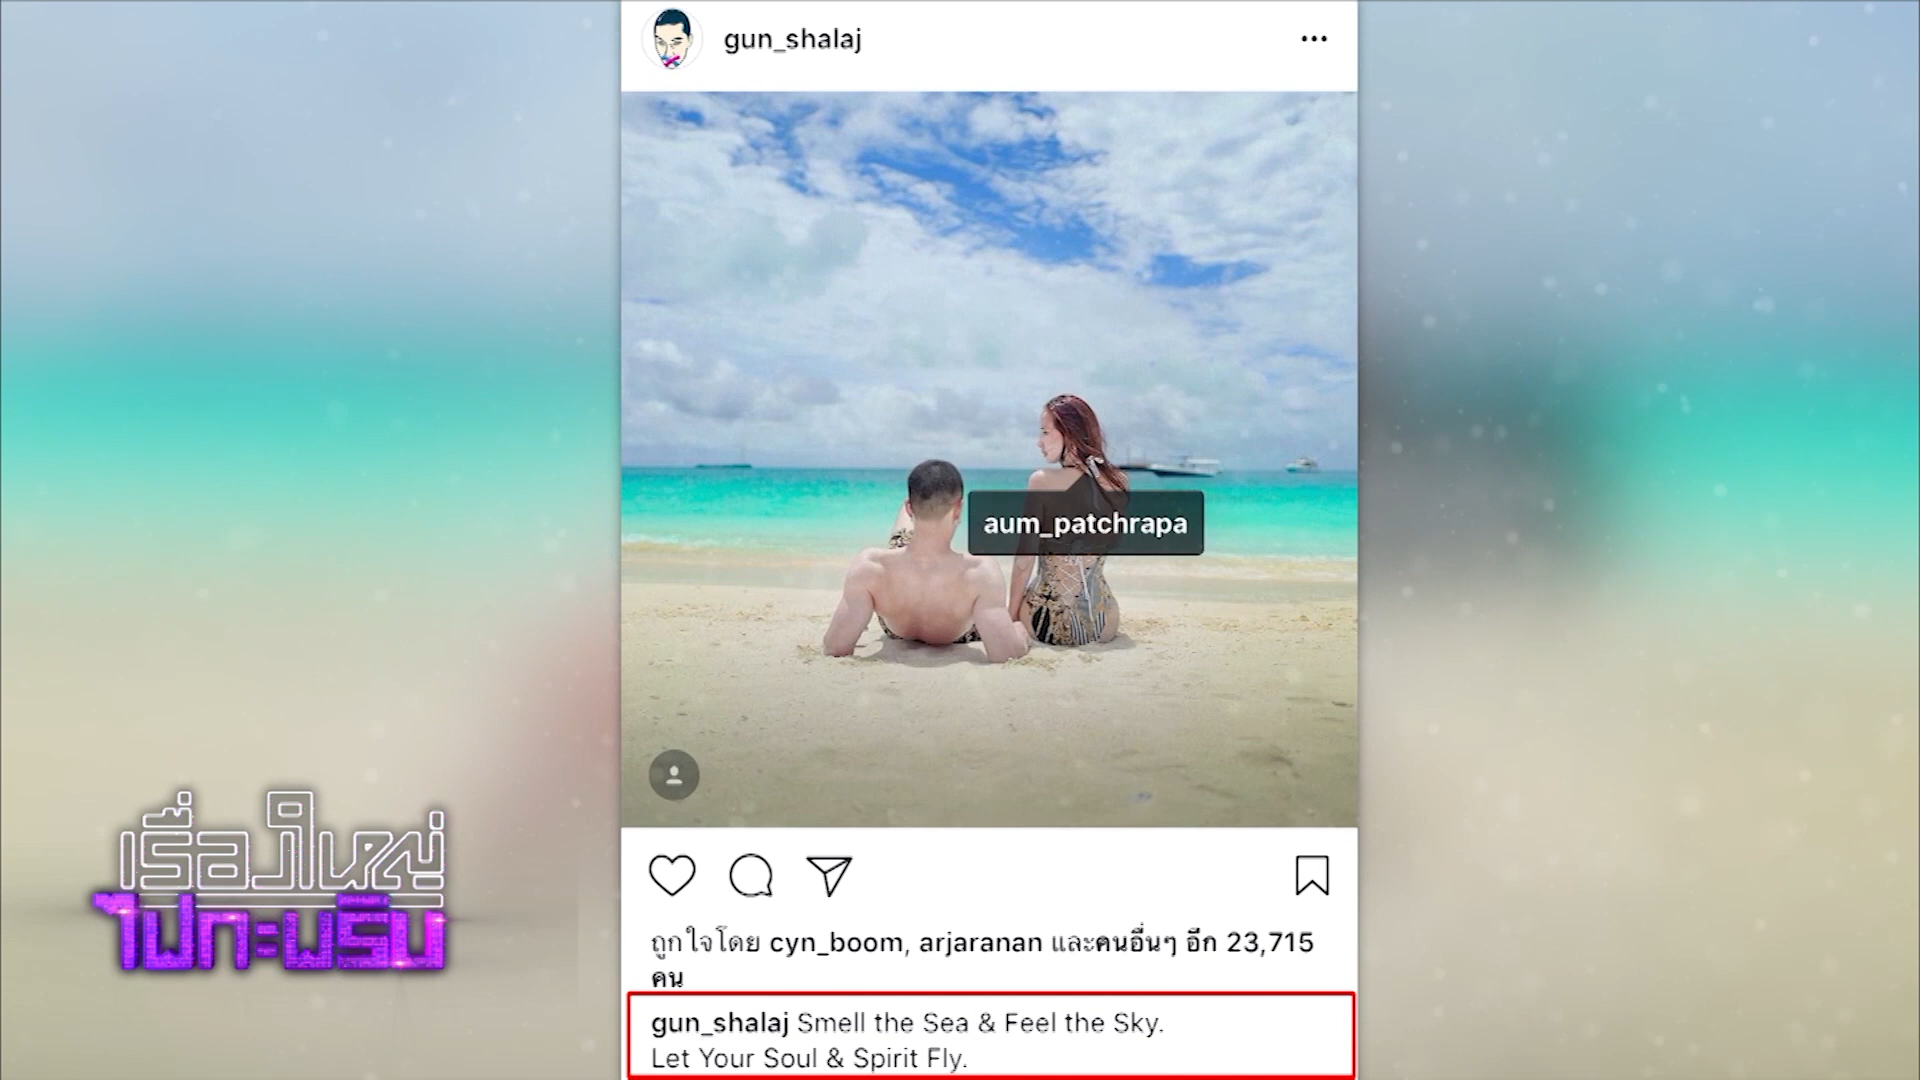 gun_shalaj
aum_patchrapa
ถูกใจโดย cyn_boom, arjaranan และคนอื่นๆ อีก 23,715
คน
gun_shalaj Smell the Sea & Feel the Sky.
Let Your Soul & Spirit Fly.
เรื่องใหญ่
ไฟกะพริบ